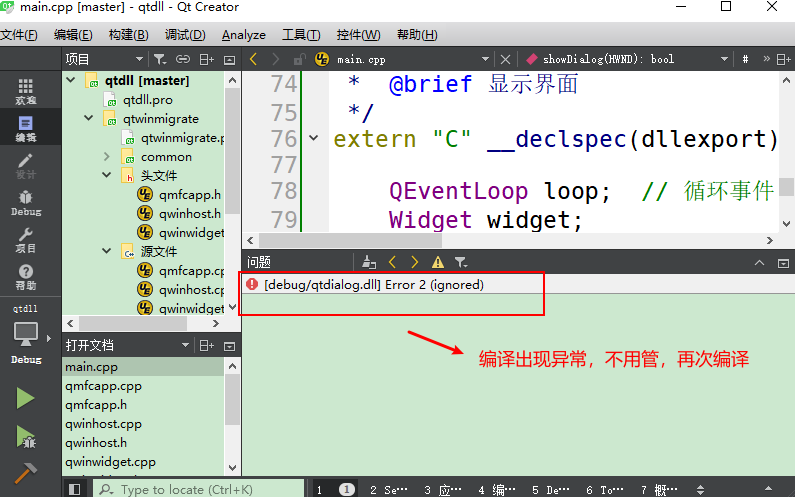 main.cpp [master] - qtdll - Qt Creator
文件(F) 编辑(E) 构建(B) 调试(D) Analyze 工具(T) 控件(W) 帮助(H)
项目
main.cpp
showDialog(HWND): bool
#
欢迎
编辑
设计
Debug
项目
帮助
qtdll
Debug
qtdll [master]
qtdll.pro
qtwinmigrate
qtwinmigrate.p
common
头文件
qmfcapp.h
qwinhost.h
qwinwidget
源文件
qmfcapp.cp
qwinhost.cp
qwinwidget
74 * @brief 显示界面
75 */
76 extern "C" __declspec(dllexport)
77
78 QEventLoop loop; // 循环事件
79 Widget widget;
问题
[debug/qtdialog.dll] Error 2 (ignored)
编译出现异常，不用管，再次编译
打开文档
main.cpp
qmfcapp.cpp
qmfcapp.h
qwinhost.cpp
qwinhost.h
qwinwidget.cpp
Type to locate (Ctrl+K)
1 1 2 Se… 3 应… 4 编… 5 De… 6 To… 7 概…